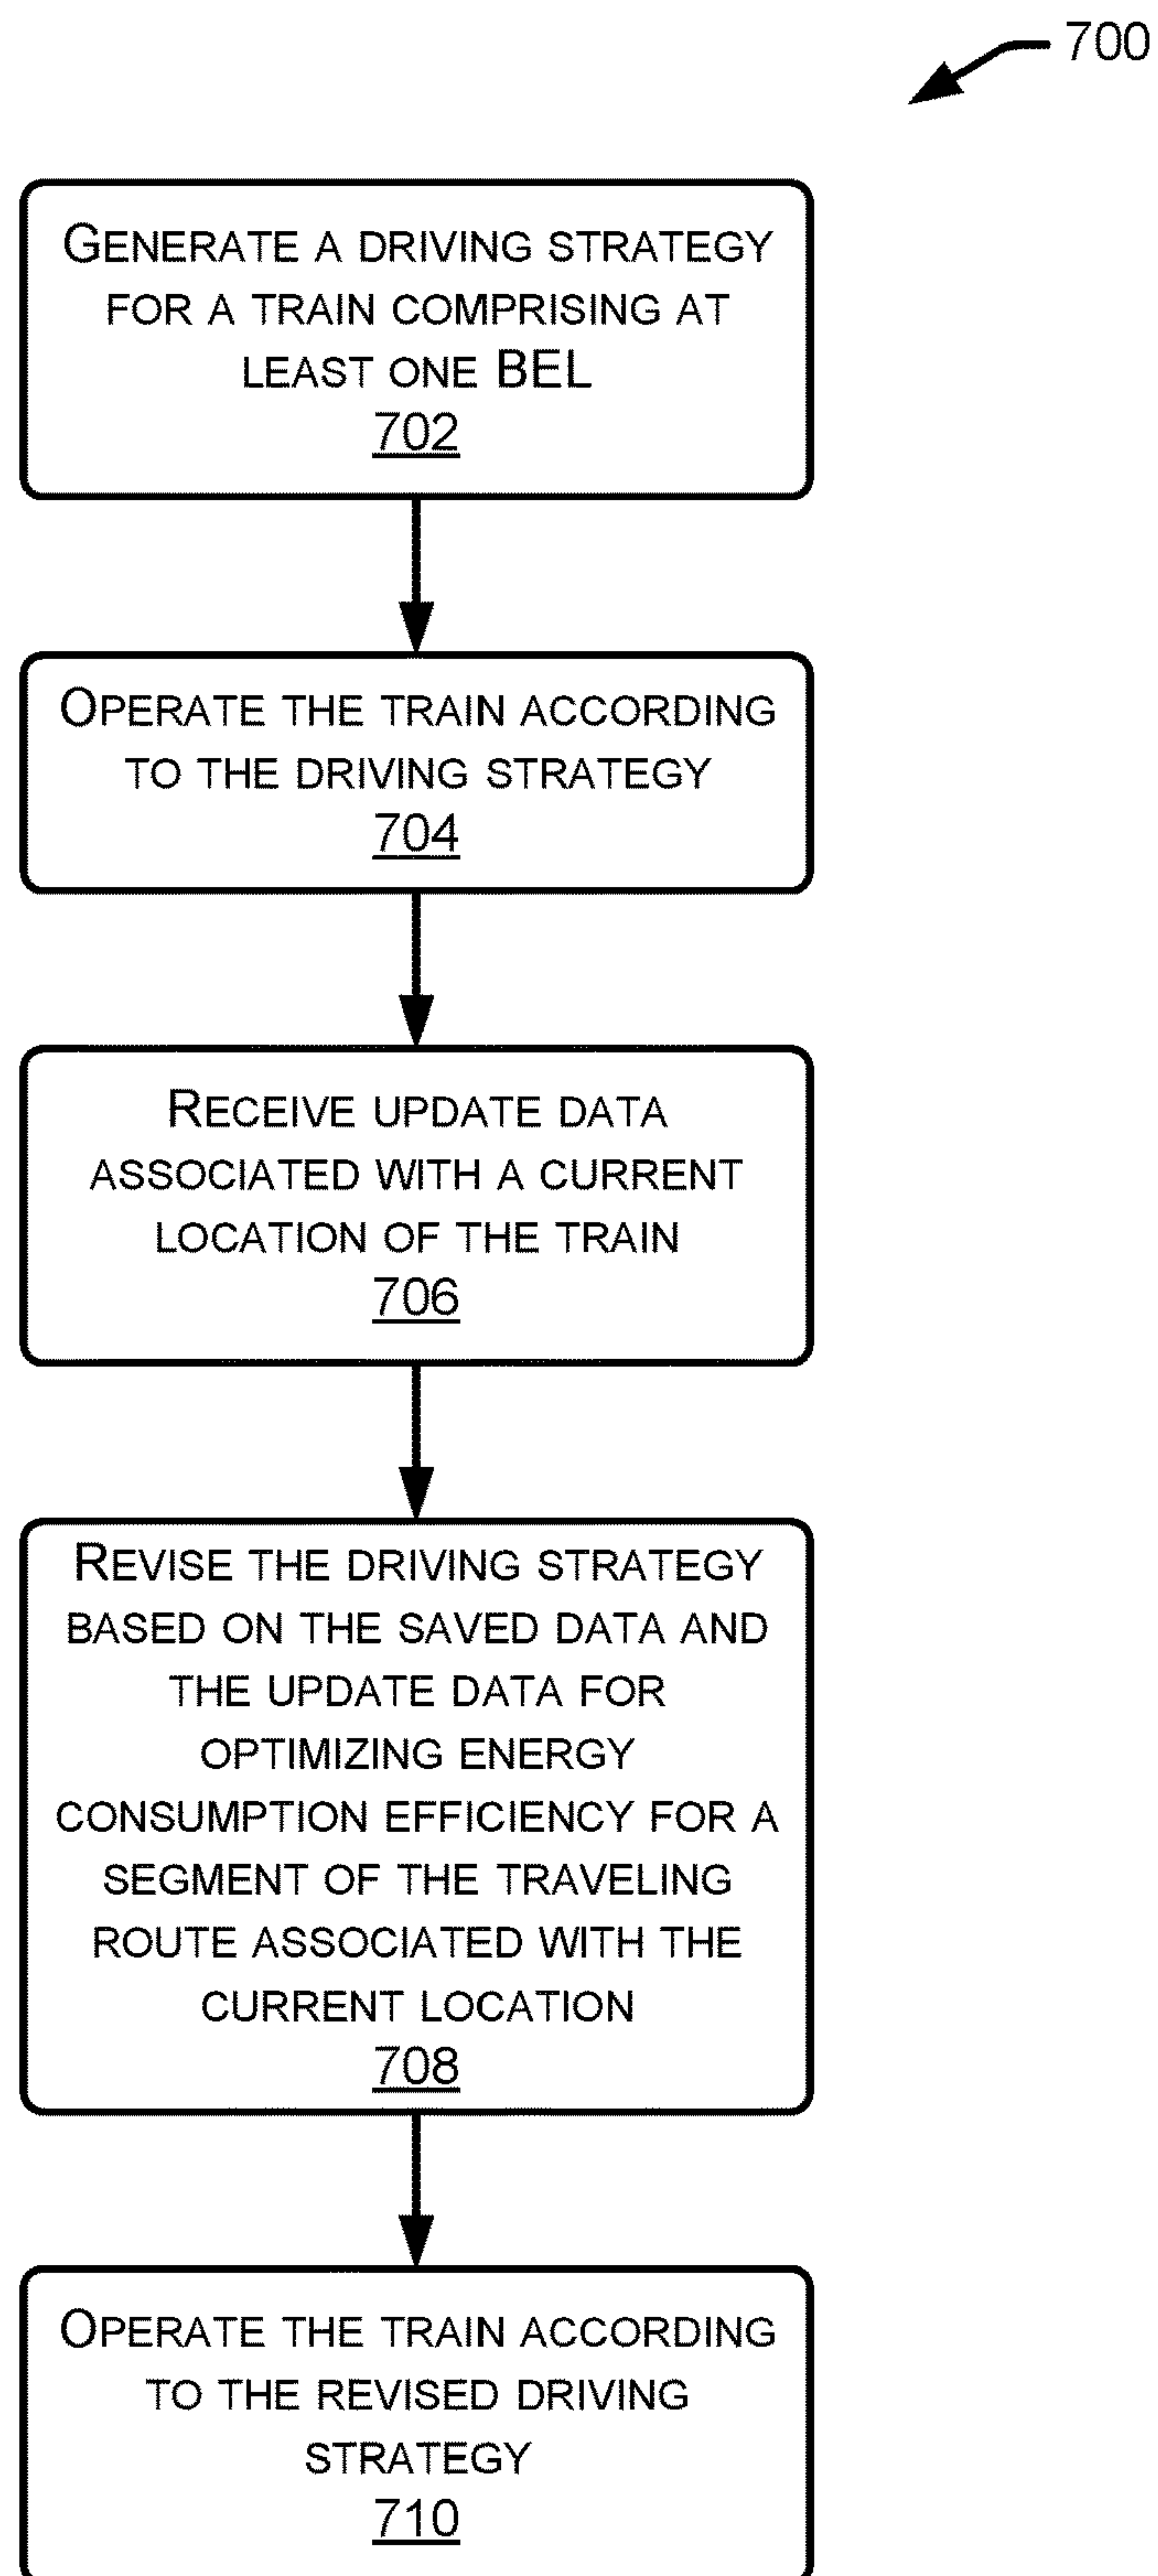 700
GENERATE A DRIVING STRATEGY
FOR A TRAIN COMPRISING AT
LEAST ONE BEL
702
OPERATE THE TRAIN ACCORDING
TO THE DRIVING STRATEGY
704
RECEIVE UPDATE DATA
ASSOCIATED WITH A CURRENT
LOCATION OF THE TRAIN
706
REVISE THE DRIVING STRATEGY
BASED ON THE SAVED DATA AND
THE UPDATE DATA FOR
OPTIMIZING ENERGY
CONSUMPTION EFFICIENCY FOR A
SEGMENT OF THE TRAVELING
ROUTE ASSOCIATED WITH THE
CURRENT LOCATION
708
OPERATE THE TRAIN ACCORDING
TO THE REVISED DRIVING
STRATEGY
710